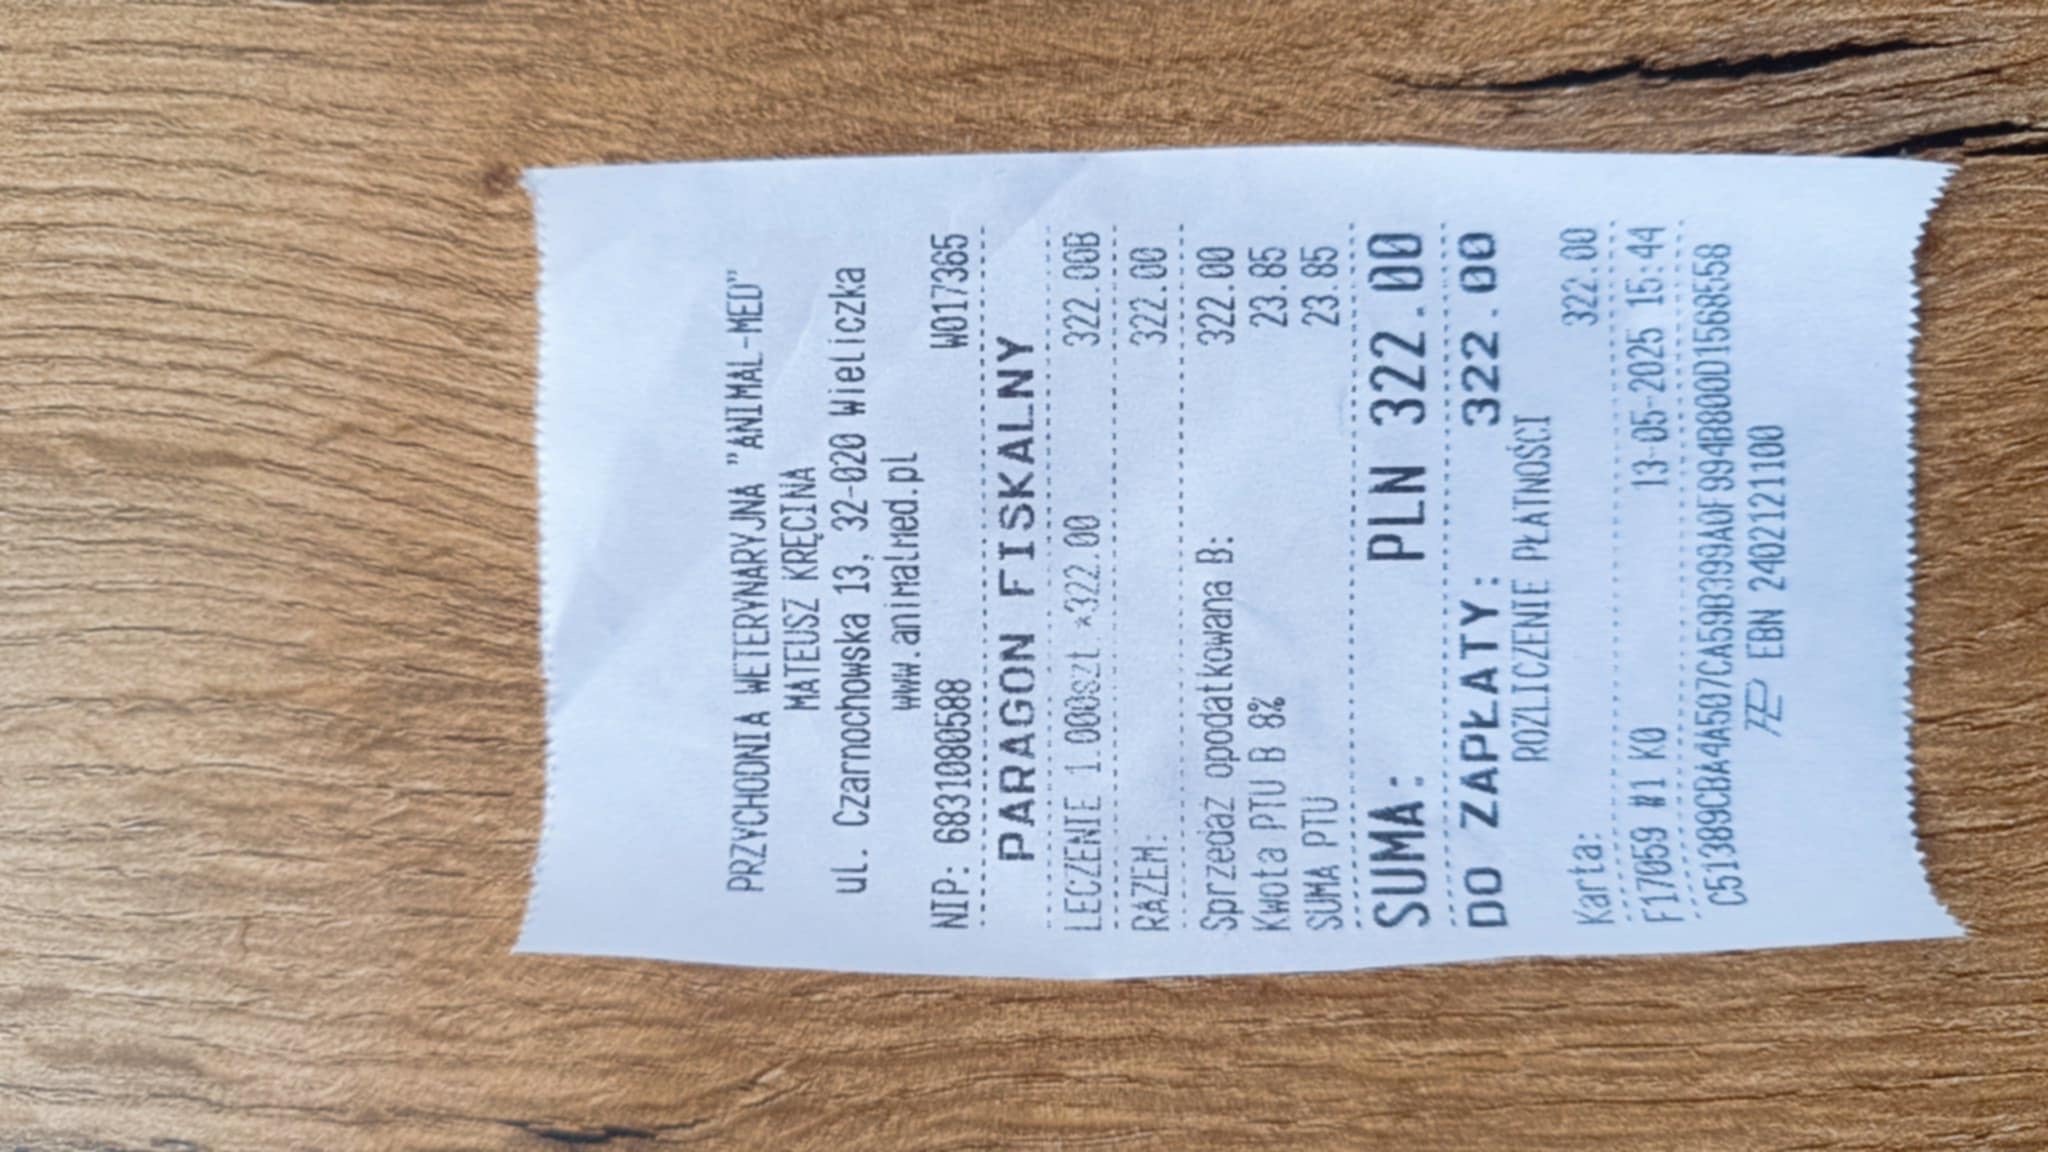 PRZYCHODNIA WETERYNARYJNA "ANIMAL-MED"
MATEUSZ KRĘCINA
ul. Czarnochowska 13, 32-020 Wieliczka
www.animalmed.pl
NIP: 6831080588 W017365
PARAGON FISKALNY
LECZENIE 1.000szt.*322.00 322.00B
RAZEM: 322.00
Sprzedaż opodatkowana B: 322.00
Kwota PTU B 8% 23.85
SUMA PTU 23.85
SUMA: PLN 322.00
DO ZAPŁATY: 322.00
ROZLICZENIE PŁATNOŚCI
Karta: 322.00
F17059 #1 K0 13-05-2025 15:44
C51389CBA4A507CA59B399A0F994B800D1568558
EBN 2402121100